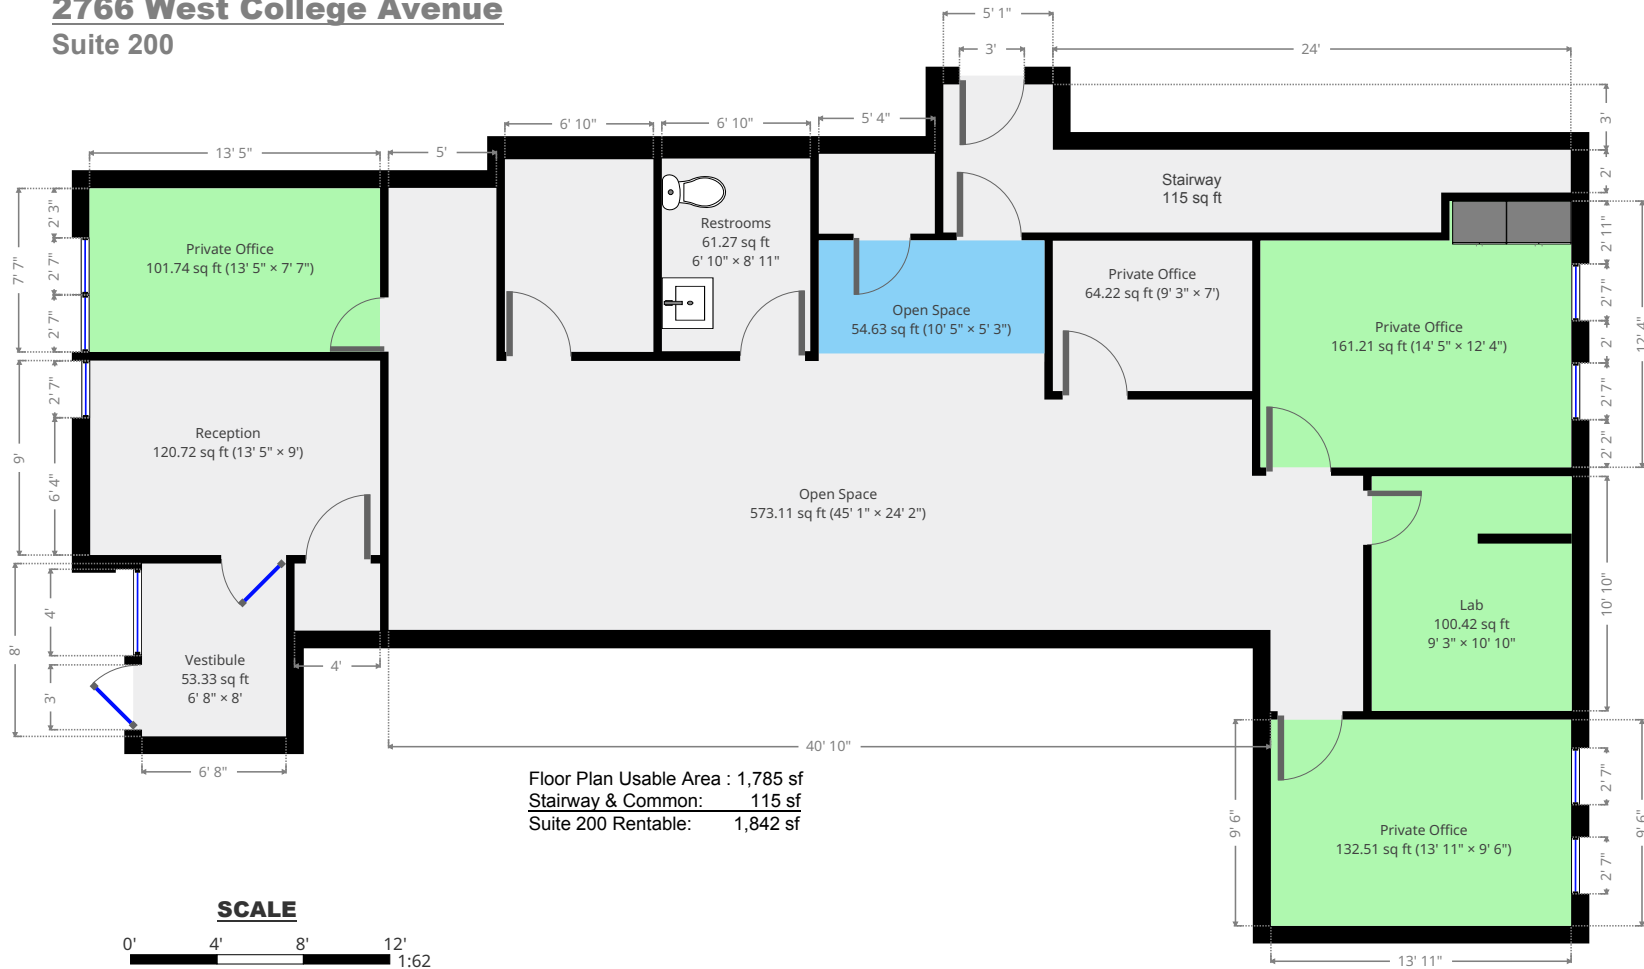 2766 West College Avenue
Suite 200
5' 1"
3'
24'
6' 10"
6' 10"
5' 4"
13' 5"
5'
3'
2'
Stairway
115 sq ft
Restrooms
61.27 sq ft
6' 10" × 8' 11"
Private Office
101.74 sq ft (13' 5" × 7' 7")
2' 3"
2' 7"
2' 7"
7' 7"
Private Office
64.22 sq ft (9' 3" × 7')
Open Space
54.63 sq ft (10' 5" × 5' 3")
Private Office
161.21 sq ft (14' 5" × 12' 4")
2' 11"
2' 7"
2'
2' 7"
2' 2"
12' 4"
2' 7"
9'
6' 4"
Reception
120.72 sq ft (13' 5" × 9')
Open Space
573.11 sq ft (45' 1" × 24' 2")
Lab
100.42 sq ft
9' 3" × 10' 10"
10' 10"
4'
8'
3'
Vestibule
53.33 sq ft
6' 8" × 8'
4'
6' 8"
40' 10"
Floor Plan Usable Area : 1,785 sf
Stairway & Common: 115 sf
Suite 200 Rentable: 1,842 sf
9' 6"
Private Office
132.51 sq ft (13' 11" × 9' 6")
2' 7"
2' 7"
9' 6"
13' 11"
SCALE
0' 4' 8' 12'
1:62